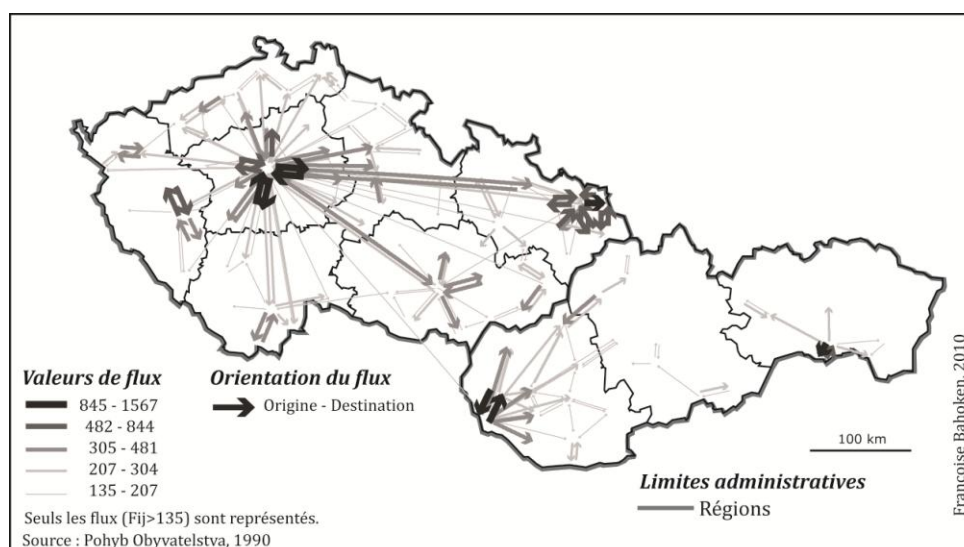 Valeurs de flux
845 - 1567
482 - 844
305 - 481
207 - 304
135 - 207
Orientation du flux
Origine - Destination
Seuls les flux (Fij>135) sont représentés.
Source : Pohyb Obyvatelstva, 1990
100 km
Limites administratives
Régions
Françoise Bahoken, 2010